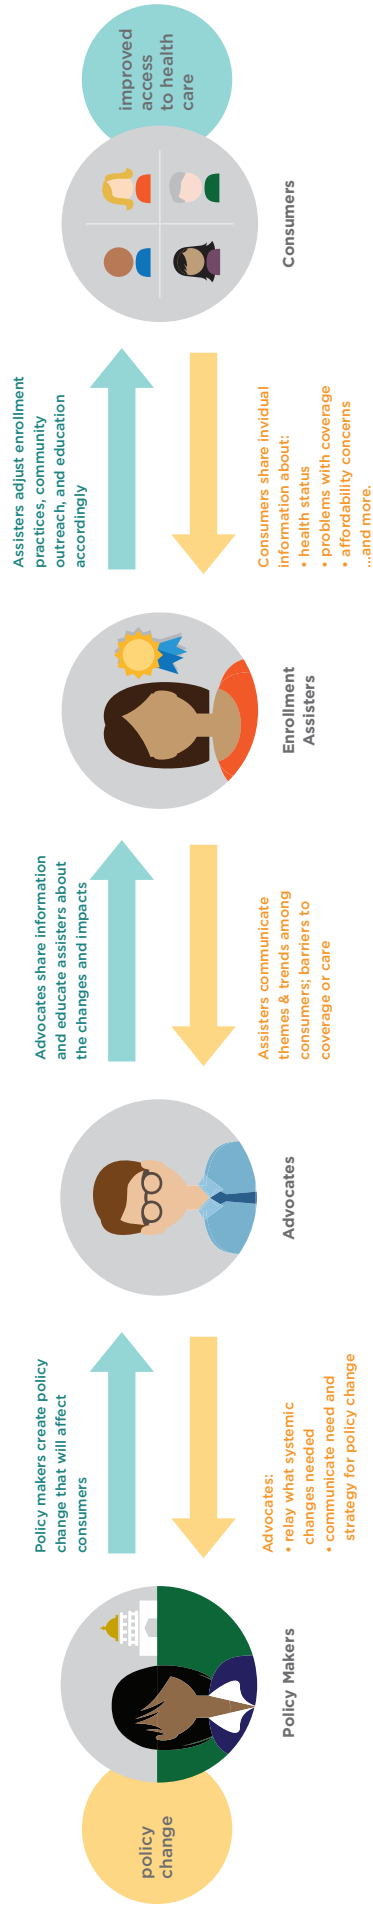 policy
change
Policy Makers
Policy makers create policy
change that will affect
consumers
Advocates:
• relay what systemic
changes needed
• communicate need and
strategy for policy change
Advocates
Advocates share information
and educate assisters about
the changes and impacts
Assisters communicate
themes & trends among
consumers; barriers to
coverage or care
Enrollment
Assisters
Assisters adjust enrollment
practices, community
outreach, and education
accordingly
Consumers share invidual
information about:
• health status
• problems with coverage
• affordability concerns
...and more.
Consumers
improved
access
to health
care